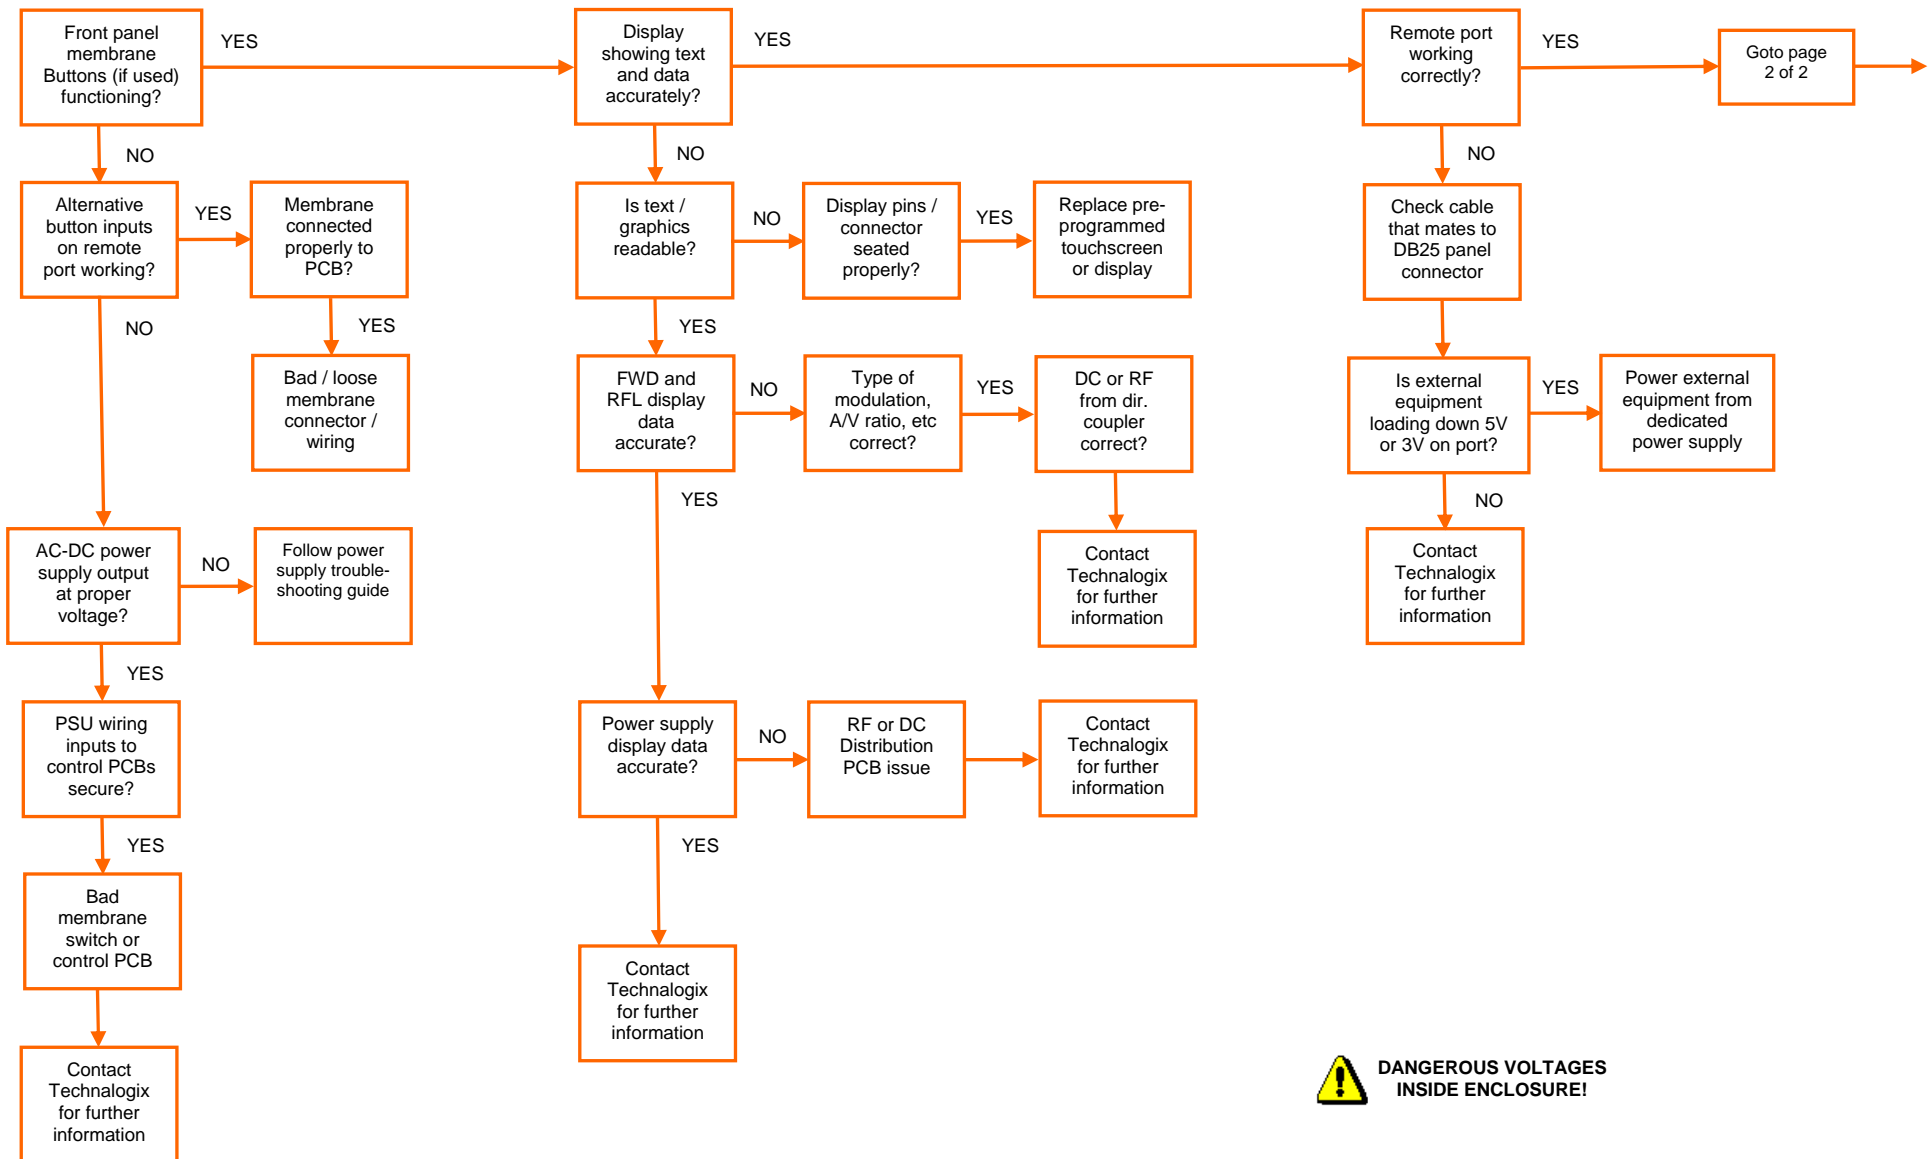 Front panel
membrane
Buttons (if used)
functioning?
YES
Display
showing text
and data
accurately?
YES
Remote port
working
correctly?
YES
Goto page
2 of 2
NO
NO
NO
Alternative
button inputs
on remote
port working?
YES
Membrane
connected
properly to
PCB?
Is text /
graphics
readable?
NO
Display pins /
connector
seated
properly?
YES
Replace pre-
programmed
touchscreen
or display
Check cable
that mates to
DB25 panel
connector
NO
YES
YES
Bad / loose
membrane
connector /
wiring
FWD and
RFL display
data
accurate?
NO
Type of
modulation,
A/V ratio, etc
correct?
YES
DC or RF
from dir.
coupler
correct?
Is external
equipment
loading down 5V
or 3V on port?
YES
Power external
equipment from
dedicated
power supply
YES
NO
AC-DC power
supply output
at proper
voltage?
NO
Follow power
supply trouble-
shooting guide
Contact
Technalogix
for further
information
Contact
Technalogix
for further
information
YES
PSU wiring
inputs to
control PCBs
secure?
Power supply
display data
accurate?
NO
RF or DC
Distribution
PCB issue
Contact
Technalogix
for further
information
YES
YES
Bad
membrane
switch or
control PCB
Contact
Technalogix
for further
information
Contact
Technalogix
for further
information
DANGEROUS VOLTAGES
INSIDE ENCLOSURE!